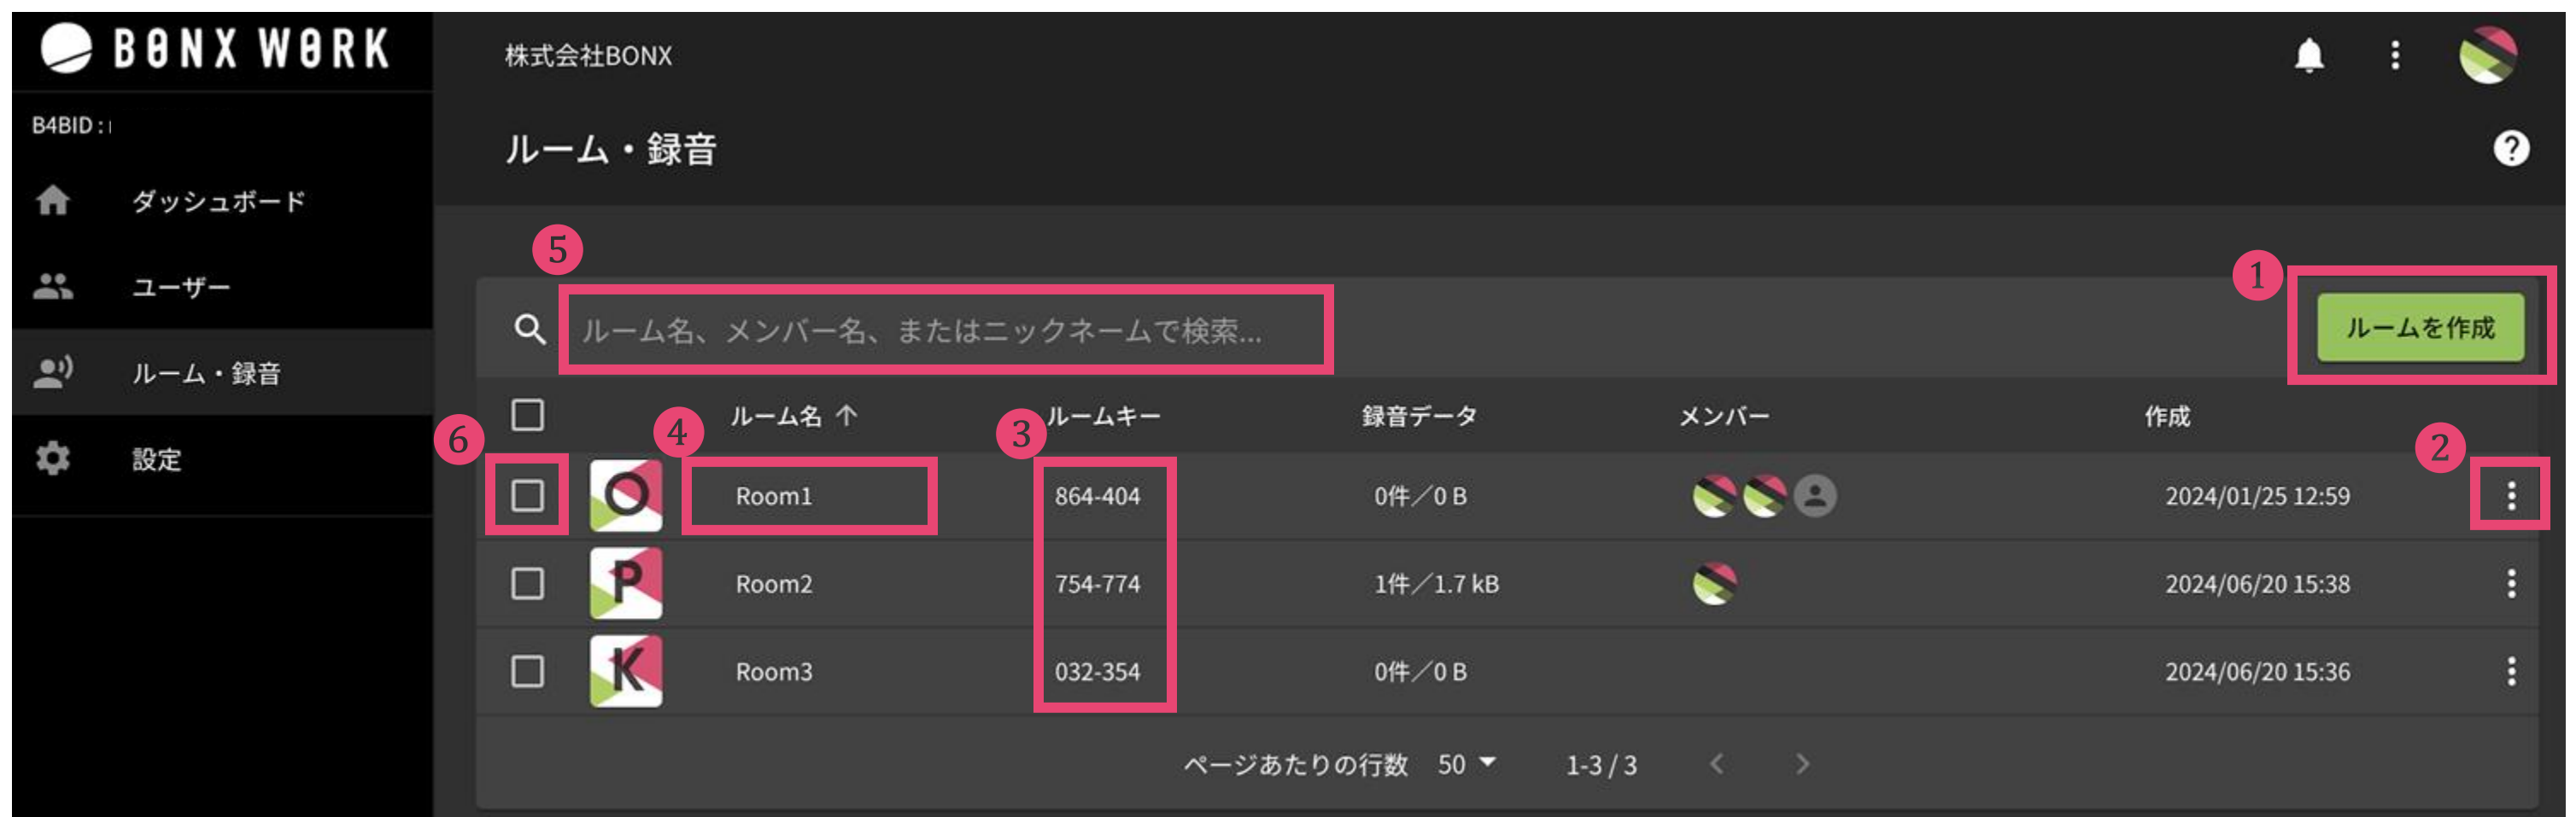 BONX WORK
株式会社BONX
B4BID :
ルーム・録音
?
ダッシュボード
ユーザー
ルーム・録音
設定
5
1
ルーム名、メンバー名、またはニックネームで検索...
ルームを作成
6
4
ルーム名 ↑
3
ルームキー
録音データ
メンバー
作成
2
O
Room1
864-404
0件／0 B
2024/01/25 12:59
P
Room2
754-774
1件／1.7 kB
2024/06/20 15:38
K
Room3
032-354
0件／0 B
2024/06/20 15:36
ページあたりの行数 50
1-3 / 3